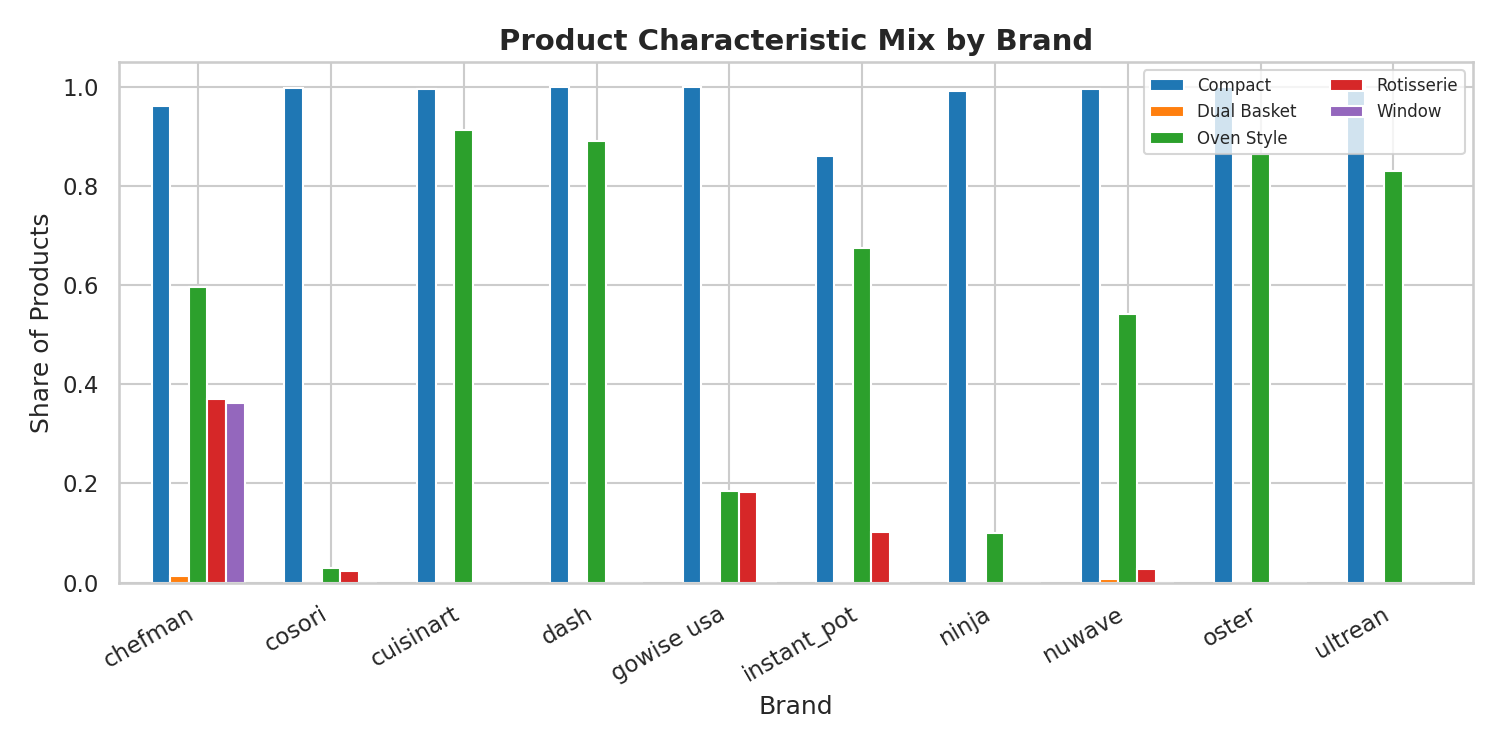 Product Characteristic Mix by Brand
Compact
Dual Basket
Oven Style
Rotisserie
Window
Share of Products
1.0
0.8
0.6
0.4
0.2
0.0
chefman
cosori
cuisinart
dash
gowise usa
instant_pot
ninja
nuwave
oster
ultrean
Brand